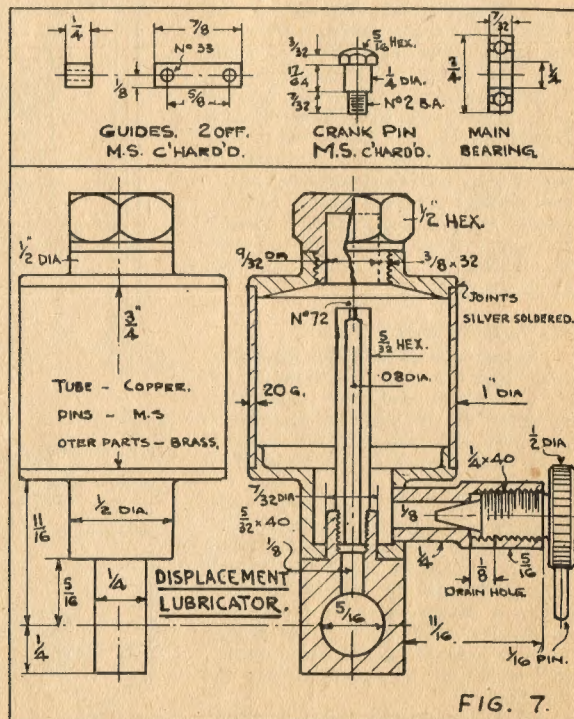 1/4
7/8
Nº 33
1/8
5/8
GUIDES. 2 OFF.
M.S. C'HARD'D.
3/32
5/16 HEX.
17/64
1/4 DIA.
7/32
Nº 2 B.A.
CRANK PIN
M.S. C'HARD'D.
7/32
3/4
1/4
MAIN
BEARING.
1/2" HEX.
1/2" DIA
9/32 DR.
3/8 × 32
JOINTS
SILVER SOLDERED.
3/4"
Nº 72
5/32 HEX.
.08 DIA.
TUBE - COPPER.
PINS - M.S
OTER PARTS - BRASS.
20 G.
1" DIA
1/2 DIA
1/4 × 40
7/32 DIA
1/8
11/16
1/2 DIA.
5/32 × 40
1/8
1/4
1/8
5/16
DRAIN HOLE
5/16
1/4
DISPLACEMENT
LUBRICATOR.
5/16
11/16
1/4
1/16 PIN.
FIG. 7.